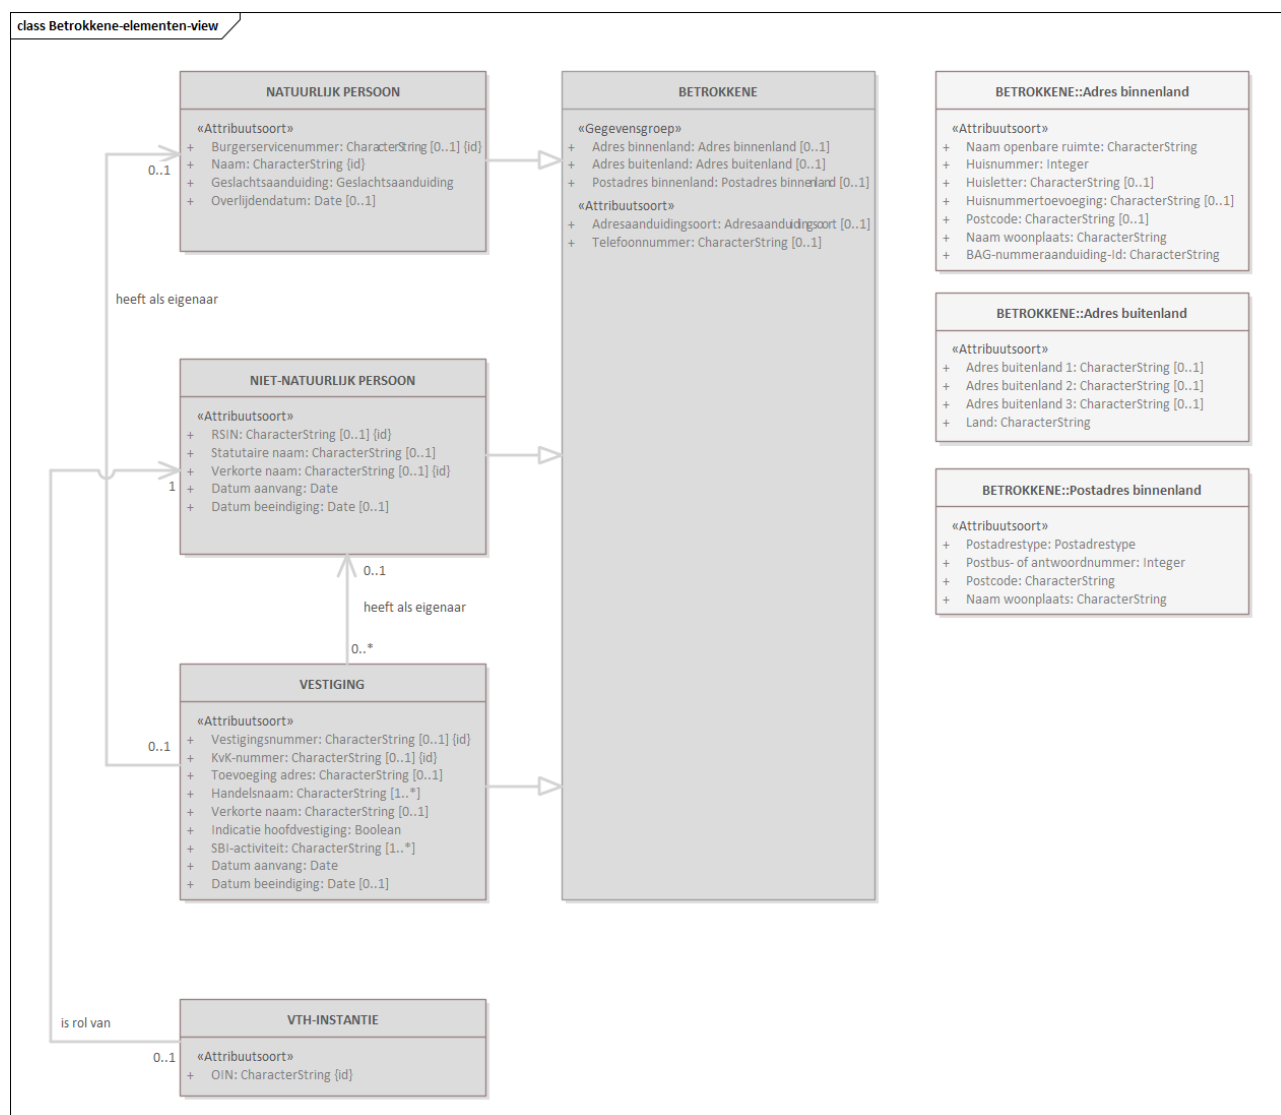 class Betrokkene-elementen-view
NATUURLIJK PERSOON
«Attribuutsoort»
+ Burgerservicenummer: CharacterString [0..1] {id}
+ Naam: CharacterString {id}
+ Geslachtsaanduiding: Geslachtsaanduiding
+ Overlijdendatum: Date [0..1]
0..1
heeft als eigenaar
NIET-NATUURLIJK PERSOON
«Attribuutsoort»
+ RSIN: CharacterString [0..1] {id}
+ Statutaire naam: CharacterString [0..1]
+ Verkorte naam: CharacterString [0..1] {id}
+ Datum aanvang: Date
+ Datum beeindiging: Date [0..1]
1
0..1
heeft als eigenaar
0..*
VESTIGING
«Attribuutsoort»
+ Vestigingsnummer: CharacterString [0..1] {id}
+ KvK-nummer: CharacterString [0..1] {id}
+ Toevoeging adres: CharacterString [0..1]
+ Handelsnaam: CharacterString [1..*]
+ Verkorte naam: CharacterString [0..1]
+ Indicatie hoofdvestiging: Boolean
+ SBI-activiteit: CharacterString [1..*]
+ Datum aanvang: Date
+ Datum beeindiging: Date [0..1]
0..1
is rol van
0..1
VTH-INSTANTIE
«Attribuutsoort»
+ OIN: CharacterString {id}
BETROKKENE
«Gegevensgroep»
+ Adres binnenland: Adres binnenland [0..1]
+ Adres buitenland: Adres buitenland [0..1]
+ Postadres binnenland: Postadres binnenland [0..1]
«Attribuutsoort»
+ Adresaanduidingsoort: Adresaanduidingsoort [0..1]
+ Telefoonnummer: CharacterString [0..1]
BETROKKENE::Adres binnenland
«Attribuutsoort»
+ Naam openbare ruimte: CharacterString
+ Huisnummer: Integer
+ Huisletter: CharacterString [0..1]
+ Huisnummertoevoeging: CharacterString [0..1]
+ Postcode: CharacterString [0..1]
+ Naam woonplaats: CharacterString
+ BAG-nummeraanduiding-Id: CharacterString
BETROKKENE::Adres buitenland
«Attribuutsoort»
+ Adres buitenland 1: CharacterString [0..1]
+ Adres buitenland 2: CharacterString [0..1]
+ Adres buitenland 3: CharacterString [0..1]
+ Land: CharacterString
BETROKKENE::Postadres binnenland
«Attribuutsoort»
+ Postadrestype: Postadrestype
+ Postbus- of antwoordnummer: Integer
+ Postcode: CharacterString
+ Naam woonplaats: CharacterString